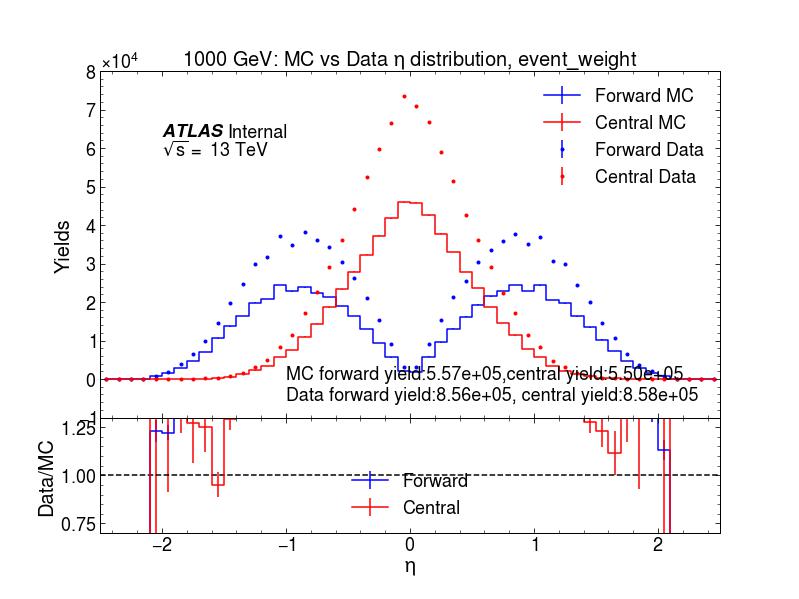 ×10⁴
1000 GeV: MC vs Data η distribution, event_weight
8
7
6
5
4
3
2
1
0
−1
Yields
ATLAS Internal
√s = 13 TeV
Forward MC
Central MC
Forward Data
Central Data
MC forward yield:5.57e+05,central yield:5.50e+05
Data forward yield:8.56e+05, central yield:8.58e+05
1.25
1.00
0.75
Data/MC
Forward
Central
−2
−1
0
1
2
η